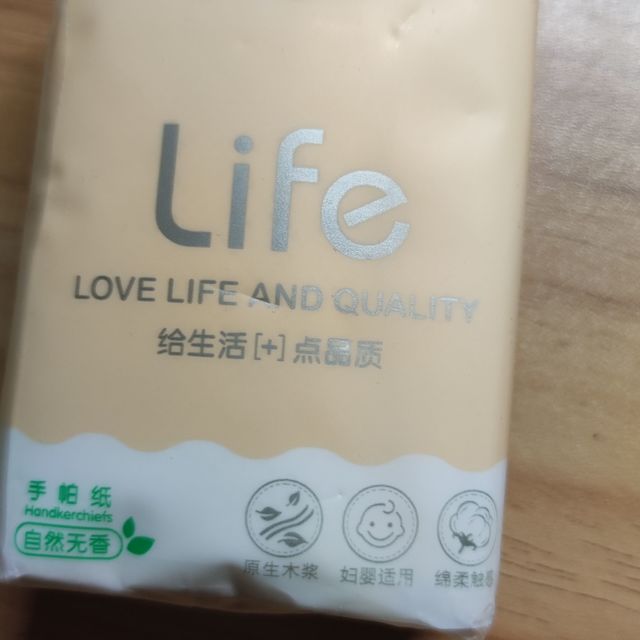 Life
LOVE LIFE AND QUALITY
给生活[+]点品质
手帕纸
Handkerchiefs
自然无香
原生木浆
妇婴适用
绵柔触感